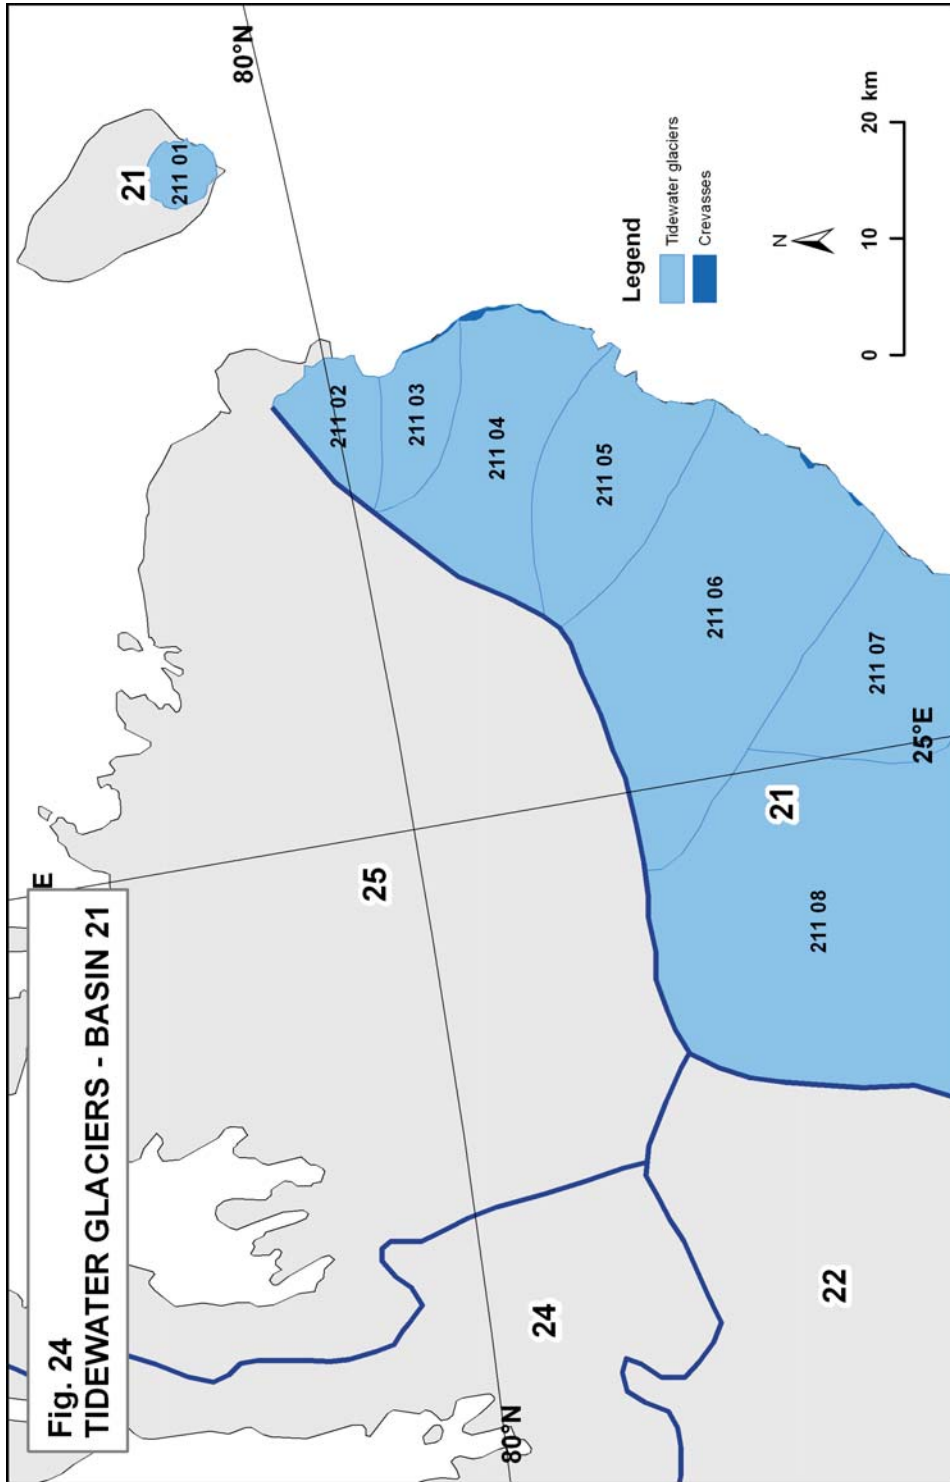 Fig. 24
TIDEWATER GLACIERS - BASIN 21
E
80°N
21
211 01
211 02
211 03
211 04
211 05
211 06
211 07
25°E
21
211 08
25
24
22
80°N
Legend
Tidewater glaciers
Crevasses
N
0 10 20 km